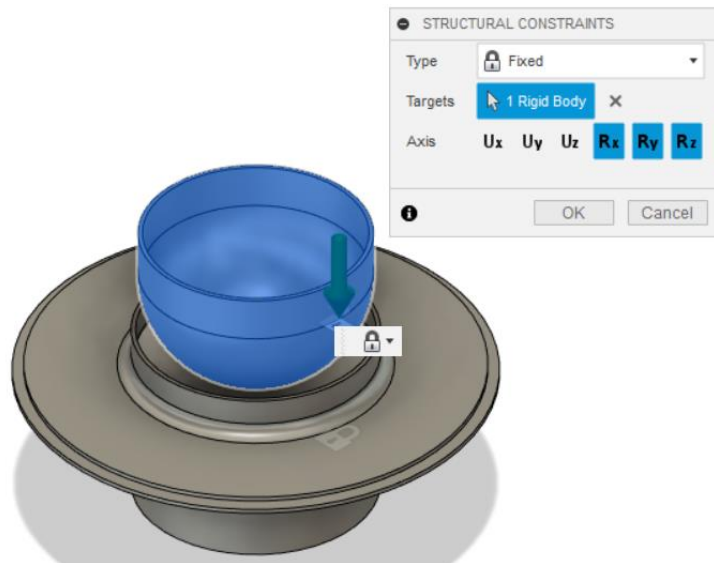 STRUCTURAL CONSTRAINTS
Type Fixed
Targets 1 Rigid Body
Axis Ux Uy Uz Rx Ry Rz
OK Cancel